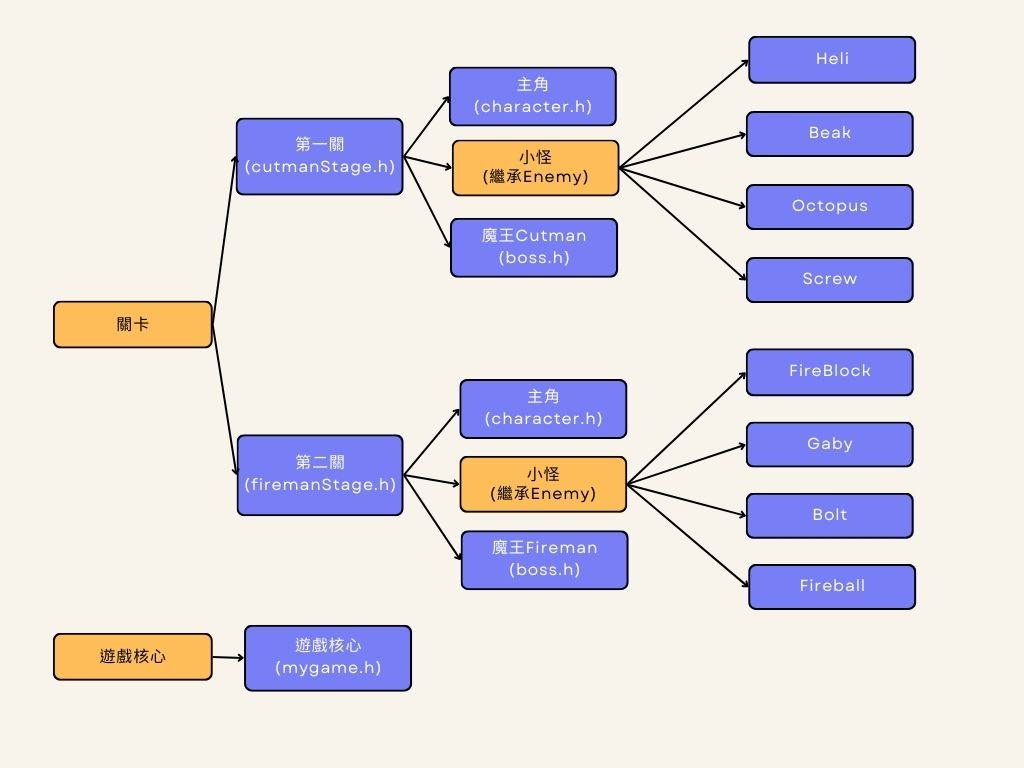 關卡
第一關
(cutmanStage.h)
主角
(character.h)
小怪
(繼承Enemy)
Heli
Beak
Octopus
Screw
魔王Cutman
(boss.h)
第二關
(firemanStage.h)
主角
(character.h)
小怪
(繼承Enemy)
FireBlock
Gaby
Bolt
Fireball
魔王Fireman
(boss.h)
遊戲核心
遊戲核心
(mygame.h)